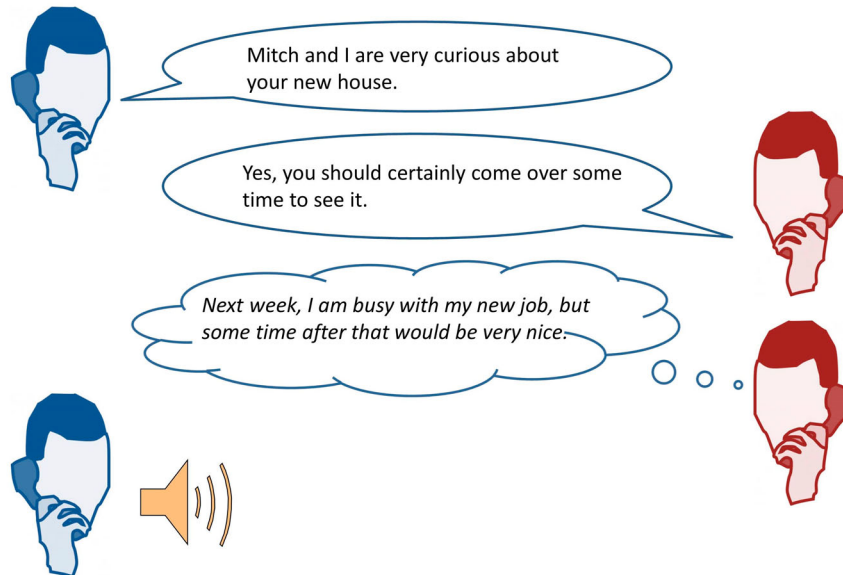 Mitch and I are very curious about
your new house.
Yes, you should certainly come over some
time to see it.
Next week, I am busy with my new job, but
some time after that would be very nice.